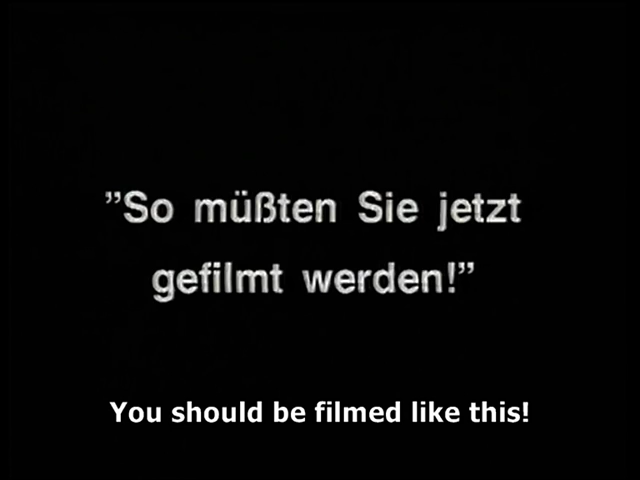 ”So müßten Sie jetzt
gefilmt werden!”
You should be filmed like this!